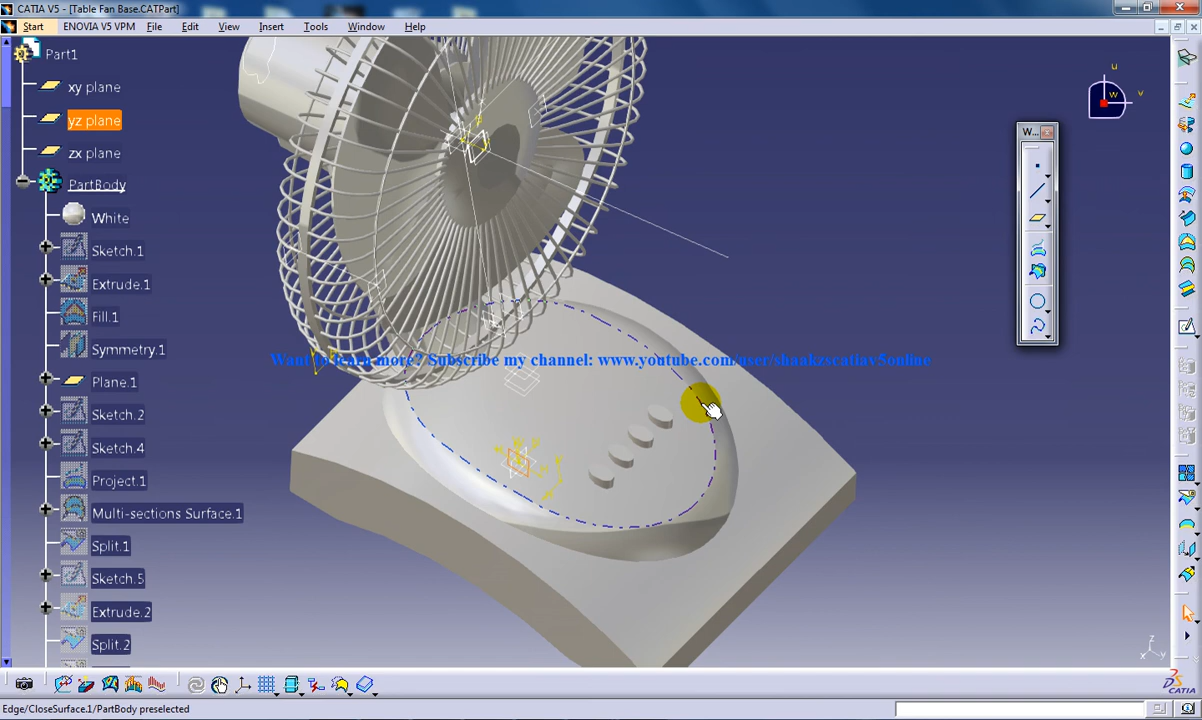 CATIA V5 - [Table Fan Base.CATPart]
Start ENOVIA V5 VPM File Edit View Insert Tools Window Help
Part1
xy plane
yz plane
zx plane
PartBody
White
Sketch.1
Extrude.1
Fill.1
Symmetry.1
Plane.1
Sketch.2
Sketch.4
Project.1
Multi-sections Surface.1
Split.1
Sketch.5
Extrude.2
Split.2
W...
u
v
w
Want to learn more? Subscribe my channel: www.youtube.com/user/shaakzscatiav5online
z
x
y
CATIA
Edge/CloseSurface.1/PartBody preselected